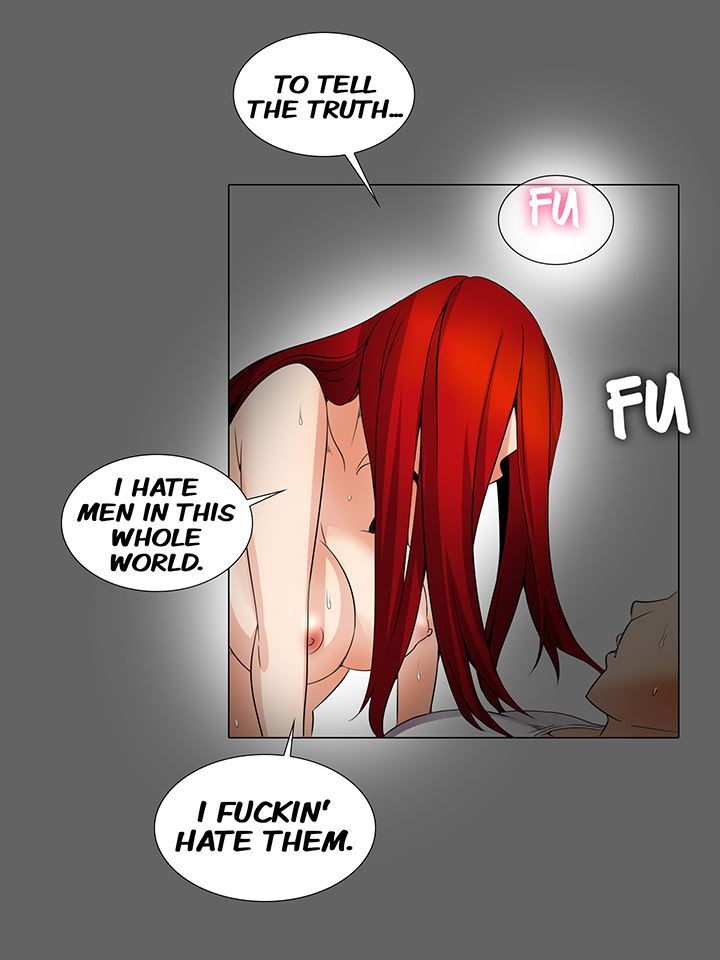 TO TELL
THE TRUTH...
FU
FU
I HATE
MEN IN THIS
WHOLE
WORLD.
I FUCKIN'
HATE THEM.